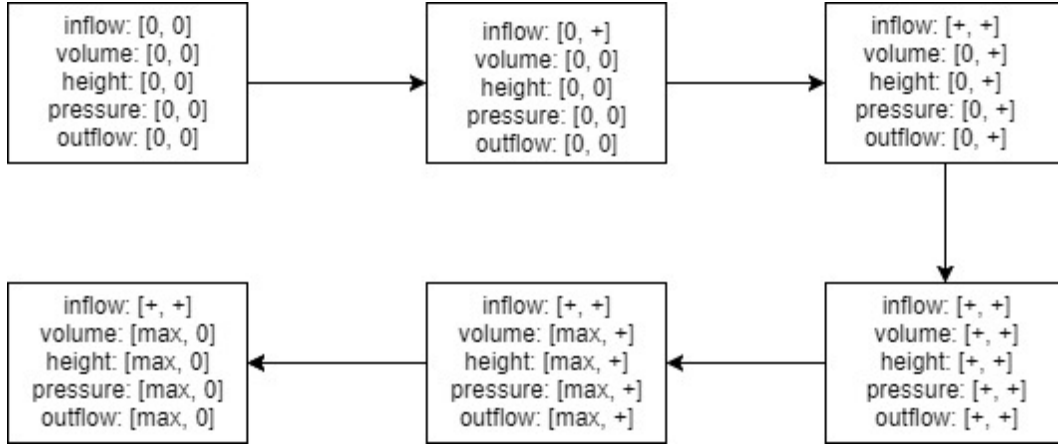 inflow: [0, 0]
volume: [0, 0]
height: [0, 0]
pressure: [0, 0]
outflow: [0, 0]
inflow: [0, +]
volume: [0, 0]
height: [0, 0]
pressure: [0, 0]
outflow: [0, 0]
inflow: [+, +]
volume: [0, +]
height: [0, +]
pressure: [0, +]
outflow: [0, +]
inflow: [+, +]
volume: [+, +]
height: [+, +]
pressure: [+, +]
outflow: [+, +]
inflow: [+, +]
volume: [max, +]
height: [max, +]
pressure: [max, +]
outflow: [max, +]
inflow: [+, +]
volume: [max, 0]
height: [max, 0]
pressure: [max, 0]
outflow: [max, 0]